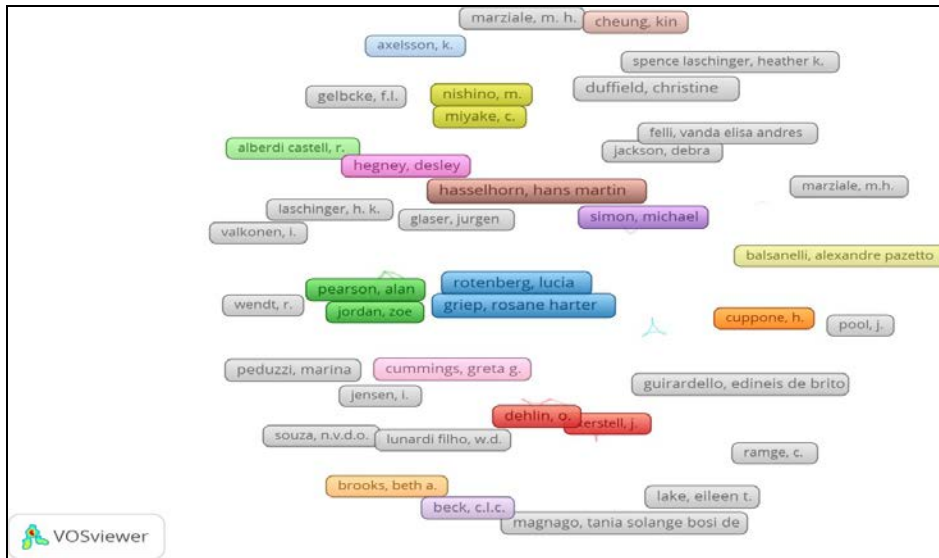 marziale, m. h.
cheung, kin
axelsson, k.
spence laschinger, heather k.
duffield, christine
nishino, m.
gelbcke, f.l.
miyake, c.
felli, vanda elisa andres
alberdi castell, r.
jackson, debra
hegney, desley
hasselhorn, hans martin
marziale, m.h.
laschinger, h. k.
glaser, jurgen
simon, michael
valkonen, i.
balsanelli, alexandre pazetto
rotenberg, lucia
pearson, alan
griep, rosane harter
wendt, r.
jordan, zoe
cuppone, h.
pool, j.
peduzzi, marina
cummings, greta g.
guirardello, edineis de brito
jensen, i.
dehlin, o.
kerstell, j.
souza, n.v.d.o.
lunardi filho, w.d.
ramge, c.
brooks, beth a.
lake, eileen t.
beck, c.l.c.
magnago, tania solange bosi de
VOSviewer